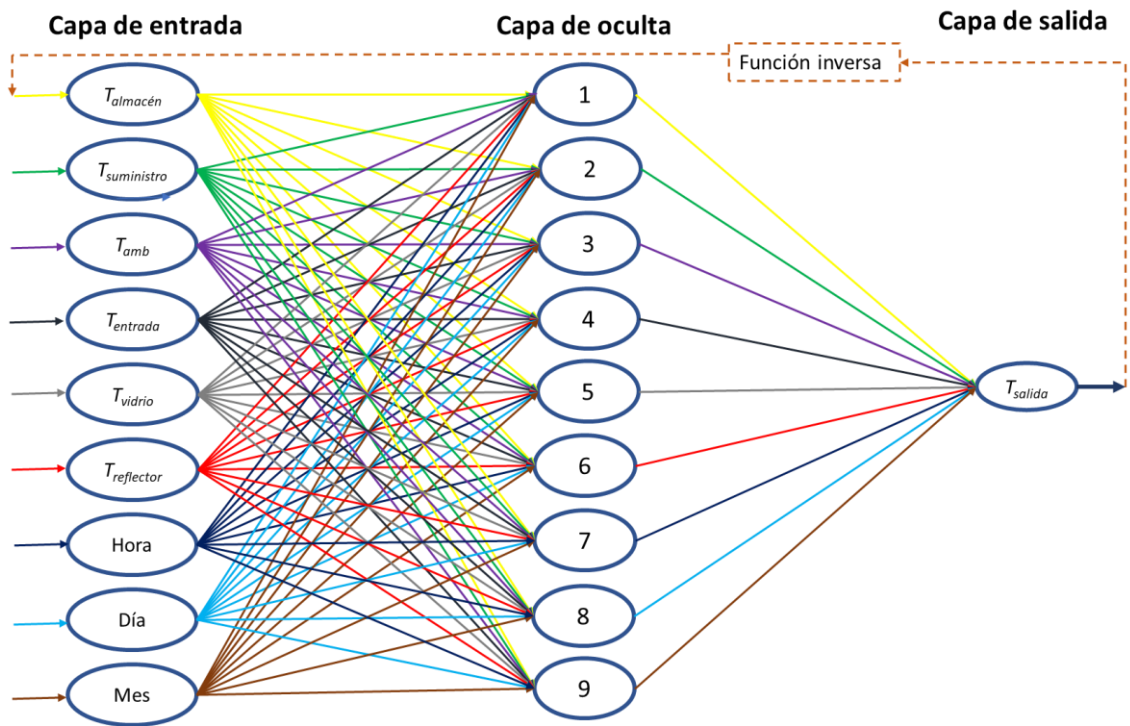 Capa de entrada
Capa de oculta
Capa de salida
Función inversa
Talmacén
Tsuministro
Tamb
Tentrada
Tvidrio
Treflector
Hora
Día
Mes
1
2
3
4
5
6
7
8
9
Tsalida